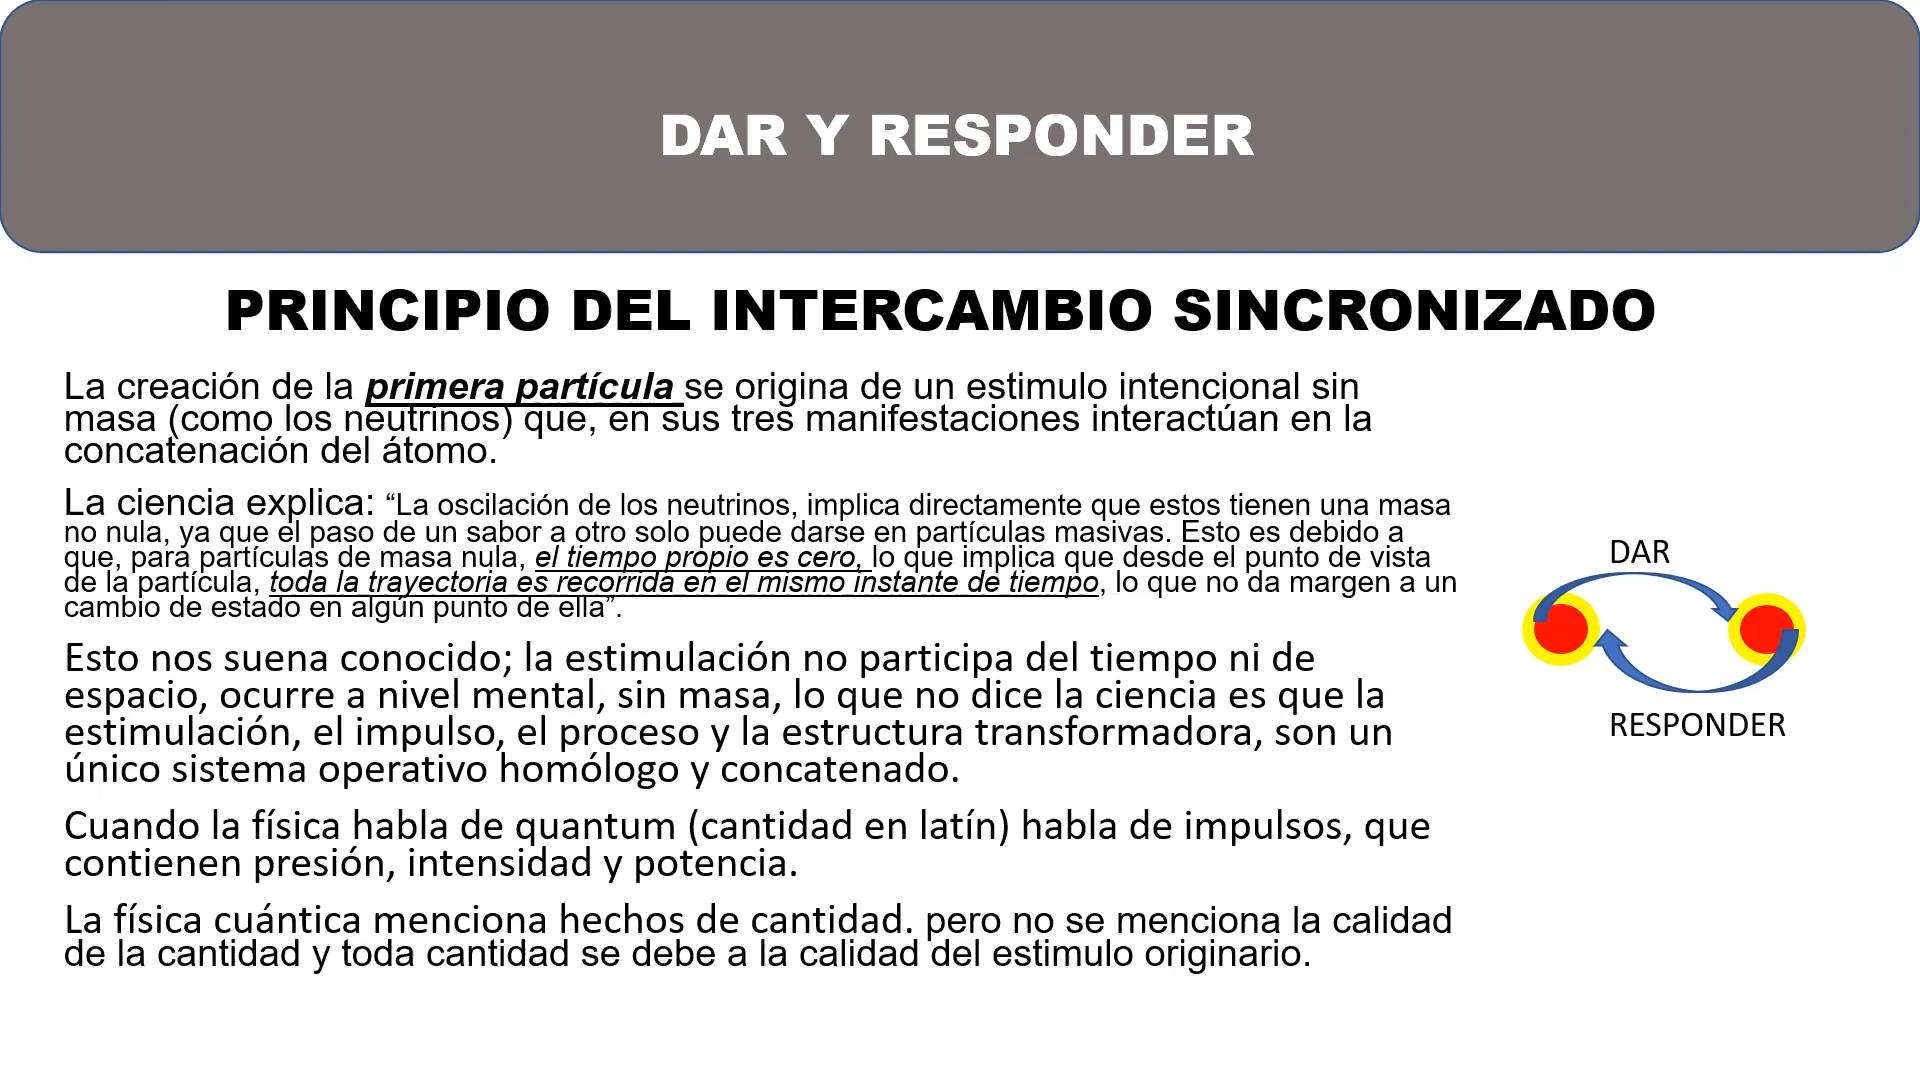 DAR Y RESPONDER
PRINCIPIO DEL INTERCAMBIO SINCRONIZADO
La creación de la primera partícula se origina de un estimulo intencional sin
masa (como los neutrinos) que, en sus tres manifestaciones interactúan en la
concatenación del átomo.
La ciencia explica: “La oscilación de los neutrinos, implica directamente que estos tienen una masa
no nula, ya que el paso de un sabor a otro solo puede darse en partículas masivas. Esto es debido a
que, para partículas de masa nula, el tiempo propio es cero, lo que implica que desde el punto de vista
de la partícula, toda la trayectoria es recorrida en el mismo instante de tiempo, lo que no da margen a un
cambio de estado en algún punto de ella”.
Esto nos suena conocido; la estimulación no participa del tiempo ni de
espacio, ocurre a nivel mental, sin masa, lo que no dice la ciencia es que la
estimulación, el impulso, el proceso y la estructura transformadora, son un
único sistema operativo homólogo y concatenado.
Cuando la física habla de quantum (cantidad en latín) habla de impulsos, que
contienen presión, intensidad y potencia.
La física cuántica menciona hechos de cantidad. pero no se menciona la calidad
de la cantidad y toda cantidad se debe a la calidad del estimulo originario.
DAR
RESPONDER